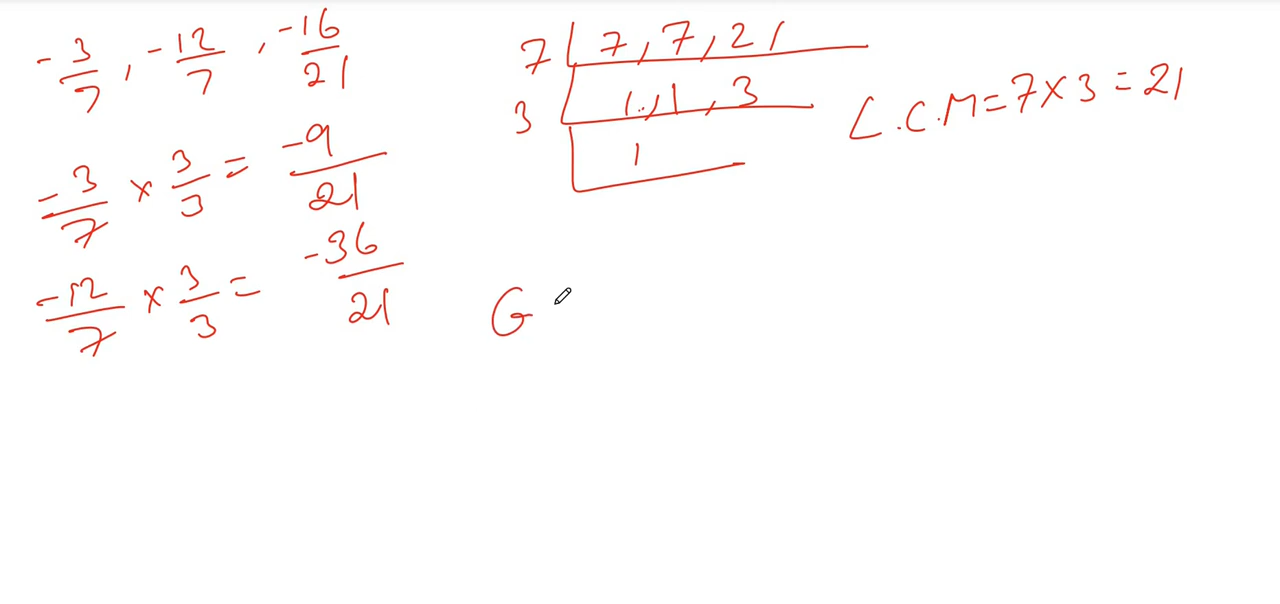 -3/7, -12/7, -16/21
-3/7 × 3/3 = -9/21
-12/7 × 3/3 = -36/21
7 | 7, 7, 21
3 | 1, 1, 3
1
L.C.M = 7 × 3 = 21
G